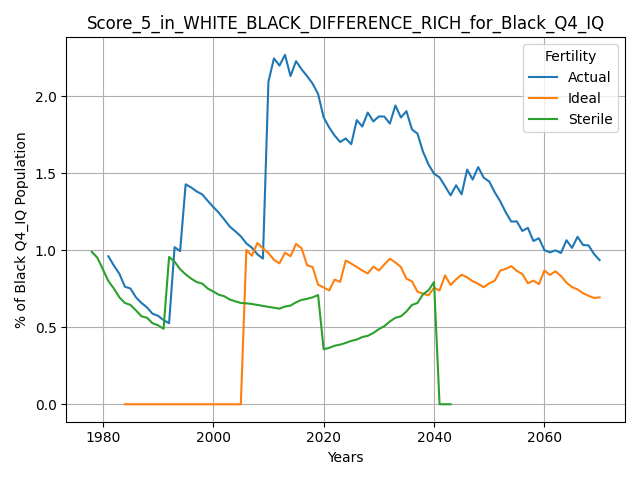 Score_5_in_WHITE_BLACK_DIFFERENCE_RICH_for_Black_Q4_IQ
Fertility
Actual
Ideal
Sterile
% of Black Q4_IQ Population
2.0
1.5
1.0
0.5
0.0
1980 2000 2020 2040 2060
Years